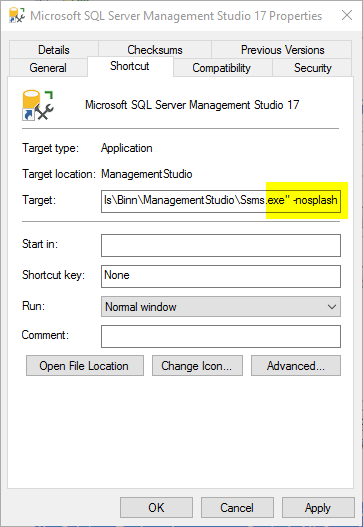 Microsoft SQL Server Management Studio 17 Properties
Details Checksums Previous Versions
General Shortcut Compatibility Security
Microsoft SQL Server Management Studio 17
Target type: Application
Target location: ManagementStudio
Target: ls\Binn\ManagementStudio\Ssms.exe" -nosplash
Start in:
Shortcut key: None
Run: Normal window
Comment:
Open File Location Change Icon... Advanced...
OK Cancel Apply